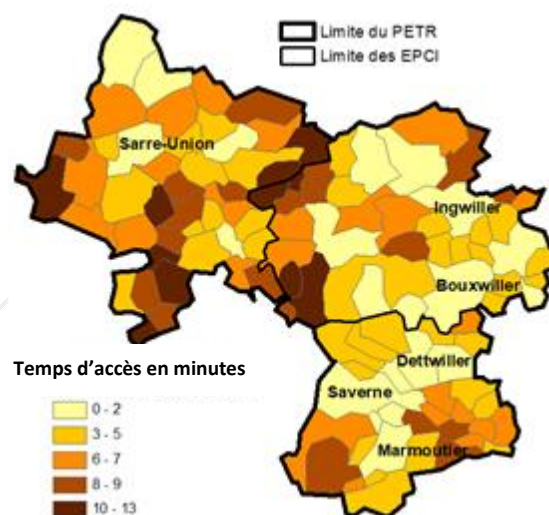 Limite du PETR
Limite des EPCI
Sarre-Union
Ingwiller
Bouxwiller
Dettwiller
Saverne
Marmoutier
Temps d’accès en minutes
0 - 2
3 - 5
6 - 7
8 - 9
10 - 13